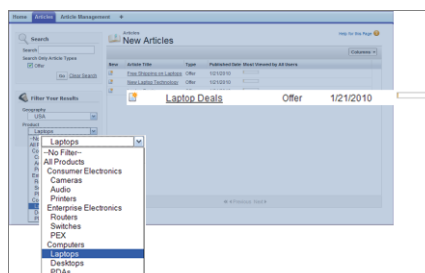 Home Articles Article Management +
Search
Search
Search Only Article Types
Offer
Go Clear Search
Filter Your Results
Geography
USA
Product
Laptops
Articles
New Articles
Help for this Page
Columns
New Article Title Type Published Date Most Viewed by All Users
Free Shipping on Laptops Offer 1/21/2010
New Laptop Technology Offer 1/21/2010
Laptop Deals Offer 1/21/2010
Laptops
--No Filter--
All Products
Consumer Electronics
Cameras
Audio
Printers
Enterprise Electronics
Routers
Switches
PEX
Computers
Laptops
Desktops
PDAs